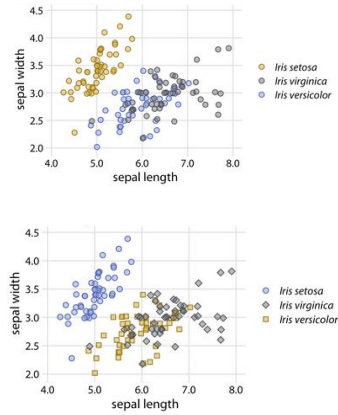 4.5
4.0
3.5
3.0
2.5
2.0
sepal width
4.0 5.0 6.0 7.0 8.0
sepal length
Iris setosa
Iris virginica
Iris versicolor
4.5
4.0
3.5
3.0
2.5
2.0
sepal width
4.0 5.0 6.0 7.0 8.0
sepal length
Iris setosa
Iris virginica
Iris versicolor